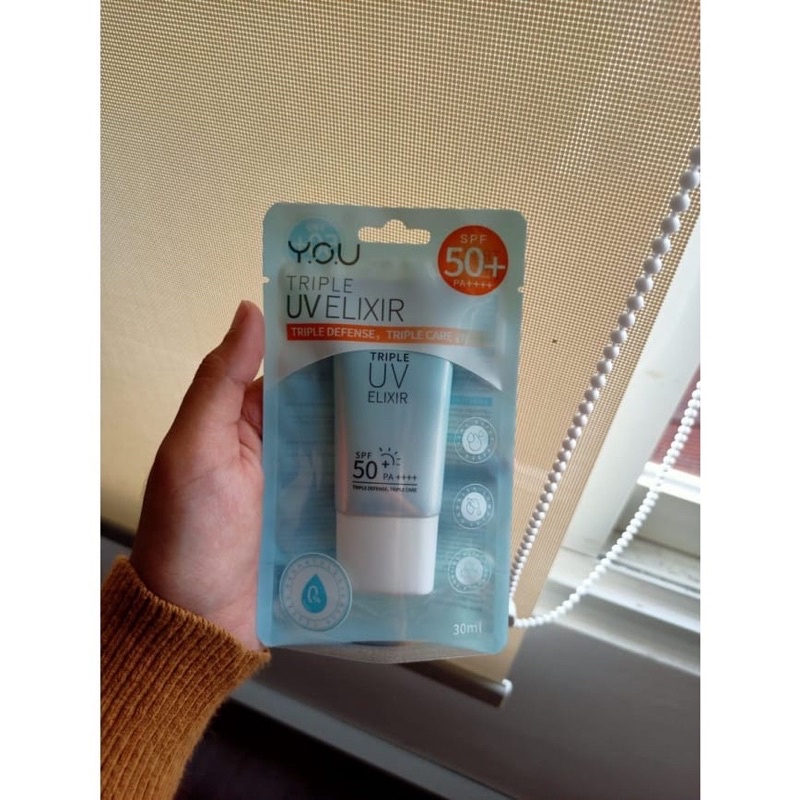 Y.O.U
SPF
50+
PA++++
TRIPLE
UV ELIXIR
TRIPLE DEFENSE, TRIPLE CARE
TRIPLE
UV
ELIXIR
SPF
50+
PA ++++
TRIPLE DEFENSE, TRIPLE CARE
30ml